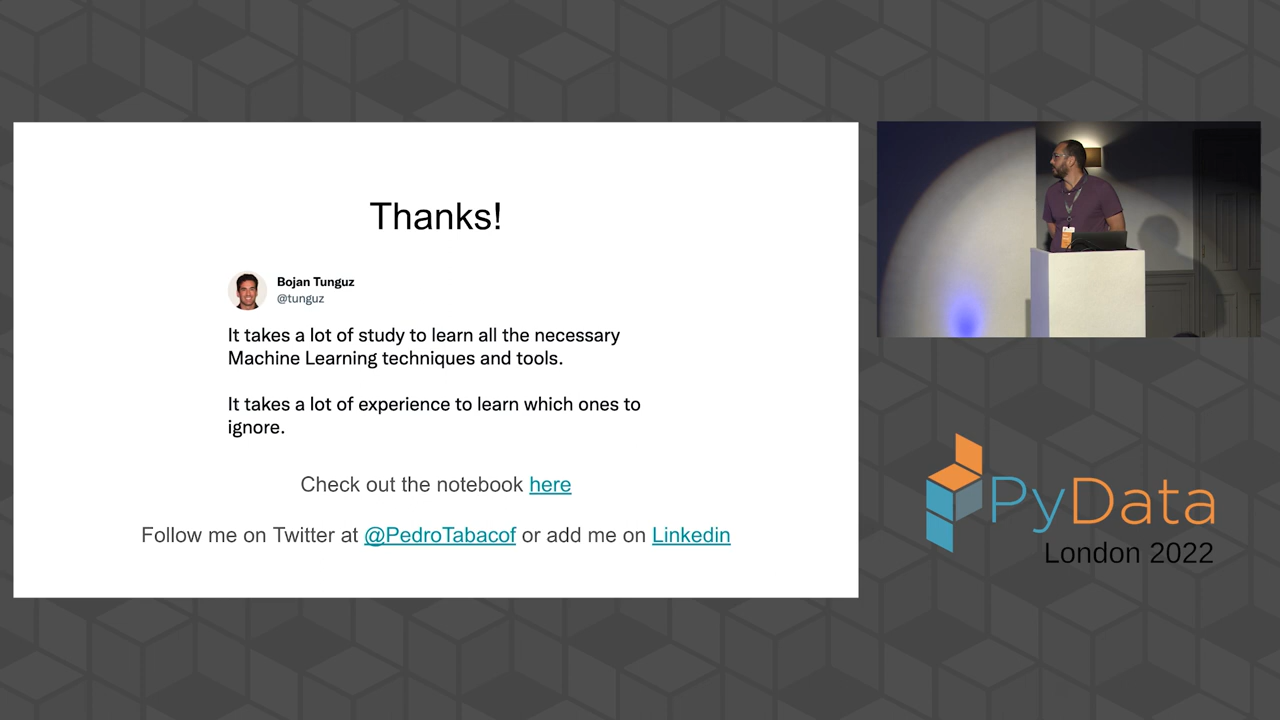 Thanks!
Bojan Tunguz
@tunguz
It takes a lot of study to learn all the necessary
Machine Learning techniques and tools.
It takes a lot of experience to learn which ones to
ignore.
Check out the notebook here
Follow me on Twitter at @PedroTabacof or add me on Linkedin
PyData
London 2022